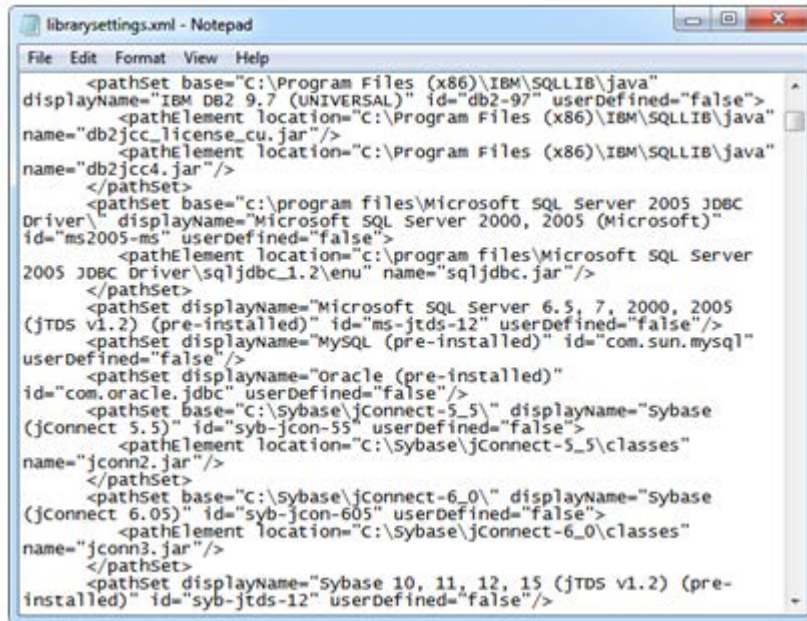 librarysettings.xml - Notepad
File Edit Format View Help
<pathSet base="C:\Program Files (x86)\IBM\SQLLIB\java"
displayName="IBM DB2 9.7 (UNIVERSAL)" id="db2-97" userDefined="false">
<pathElement location="C:\Program Files (x86)\IBM\SQLLIB\java"
name="db2jcc_license_cu.jar"/>
<pathElement location="C:\Program Files (x86)\IBM\SQLLIB\java"
name="db2jcc4.jar"/>
</pathSet>
<pathSet base="c:\program files\Microsoft SQL Server 2005 JDBC
Driver\" displayName="Microsoft SQL Server 2000, 2005 (Microsoft)"
id="ms2005-ms" userDefined="false">
<pathElement location="c:\program files\Microsoft SQL Server
2005 JDBC Driver\sqljdbc_1.2\enu" name="sqljdbc.jar"/>
</pathSet>
<pathSet displayName="Microsoft SQL Server 6.5, 7, 2000, 2005
(jTDS v1.2) (pre-installed)" id="ms-jtds-12" userDefined="false"/>
<pathSet displayName="MySQL (pre-installed)" id="com.sun.mysql"
userDefined="false"/>
<pathSet displayName="Oracle (pre-installed)"
id="com.oracle.jdbc" userDefined="false"/>
<pathSet base="C:\Sybase\jConnect-5_5\" displayName="Sybase
(jConnect 5.5)" id="syb-jcon-55" userDefined="false">
<pathElement location="C:\Sybase\jConnect-5_5\classes"
name="jconn2.jar"/>
</pathSet>
<pathSet base="C:\Sybase\jConnect-6_0\" displayName="Sybase
(jConnect 6.05)" id="syb-jcon-605" userDefined="false">
<pathElement location="C:\Sybase\jConnect-6_0\classes"
name="jconn3.jar"/>
</pathSet>
<pathSet displayName="Sybase 10, 11, 12, 15 (jTDS v1.2) (pre-
installed)" id="syb-jtds-12" userDefined="false"/>